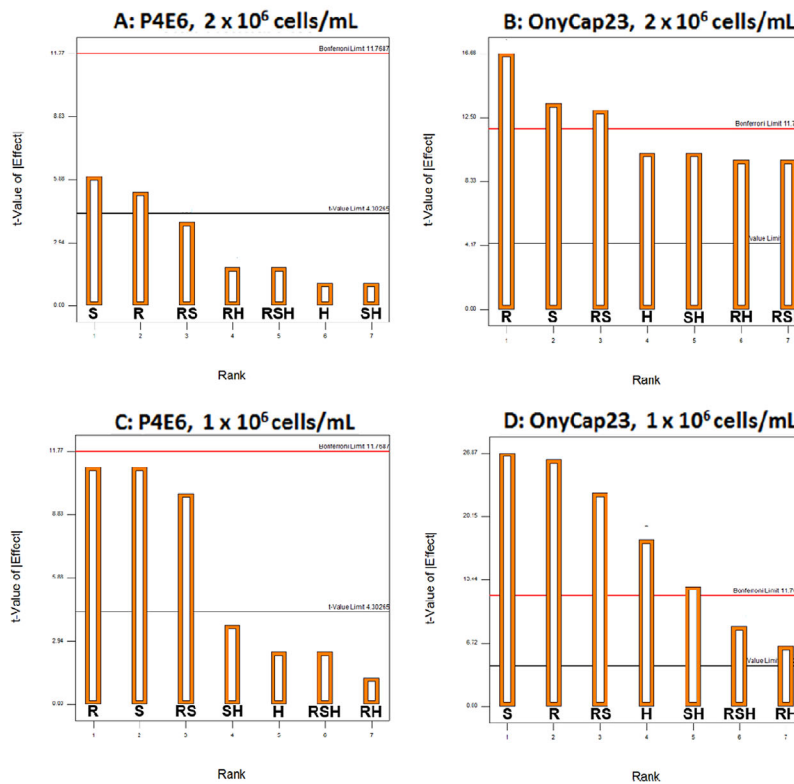 A: P4E6, 2 x 10⁶ cells/mL
t-Value of |Effect|
11.77
8.83
5.88
2.94
0.00
Bonferroni Limit 11.7687
t-Value Limit 4.30265
S R RS RH RSH H SH
1 2 3 4 5 6 7
Rank
B: OnyCap23, 2 x 10⁶ cells/mL
t-Value of |Effect|
16.66
12.50
8.33
4.17
0.00
Bonferroni Limit 11.7
Value Limit
R S RS H SH RH RS
1 2 3 4 5 6 7
Rank
C: P4E6, 1 x 10⁶ cells/mL
t-Value of |Effect|
11.77
8.83
5.88
2.94
0.00
Bonferroni Limit 11.7687
t-Value Limit 4.30265
R S RS SH H RSH RH
1 2 3 4 5 6 7
Rank
D: OnyCap23, 1 x 10⁶ cells/mL
t-Value of |Effect|
26.87
20.15
13.44
6.72
0.00
Bonferroni Limit 11.7
Value Limit
S R RS H SH RSH RH
1 2 3 4 5 6 7
Rank